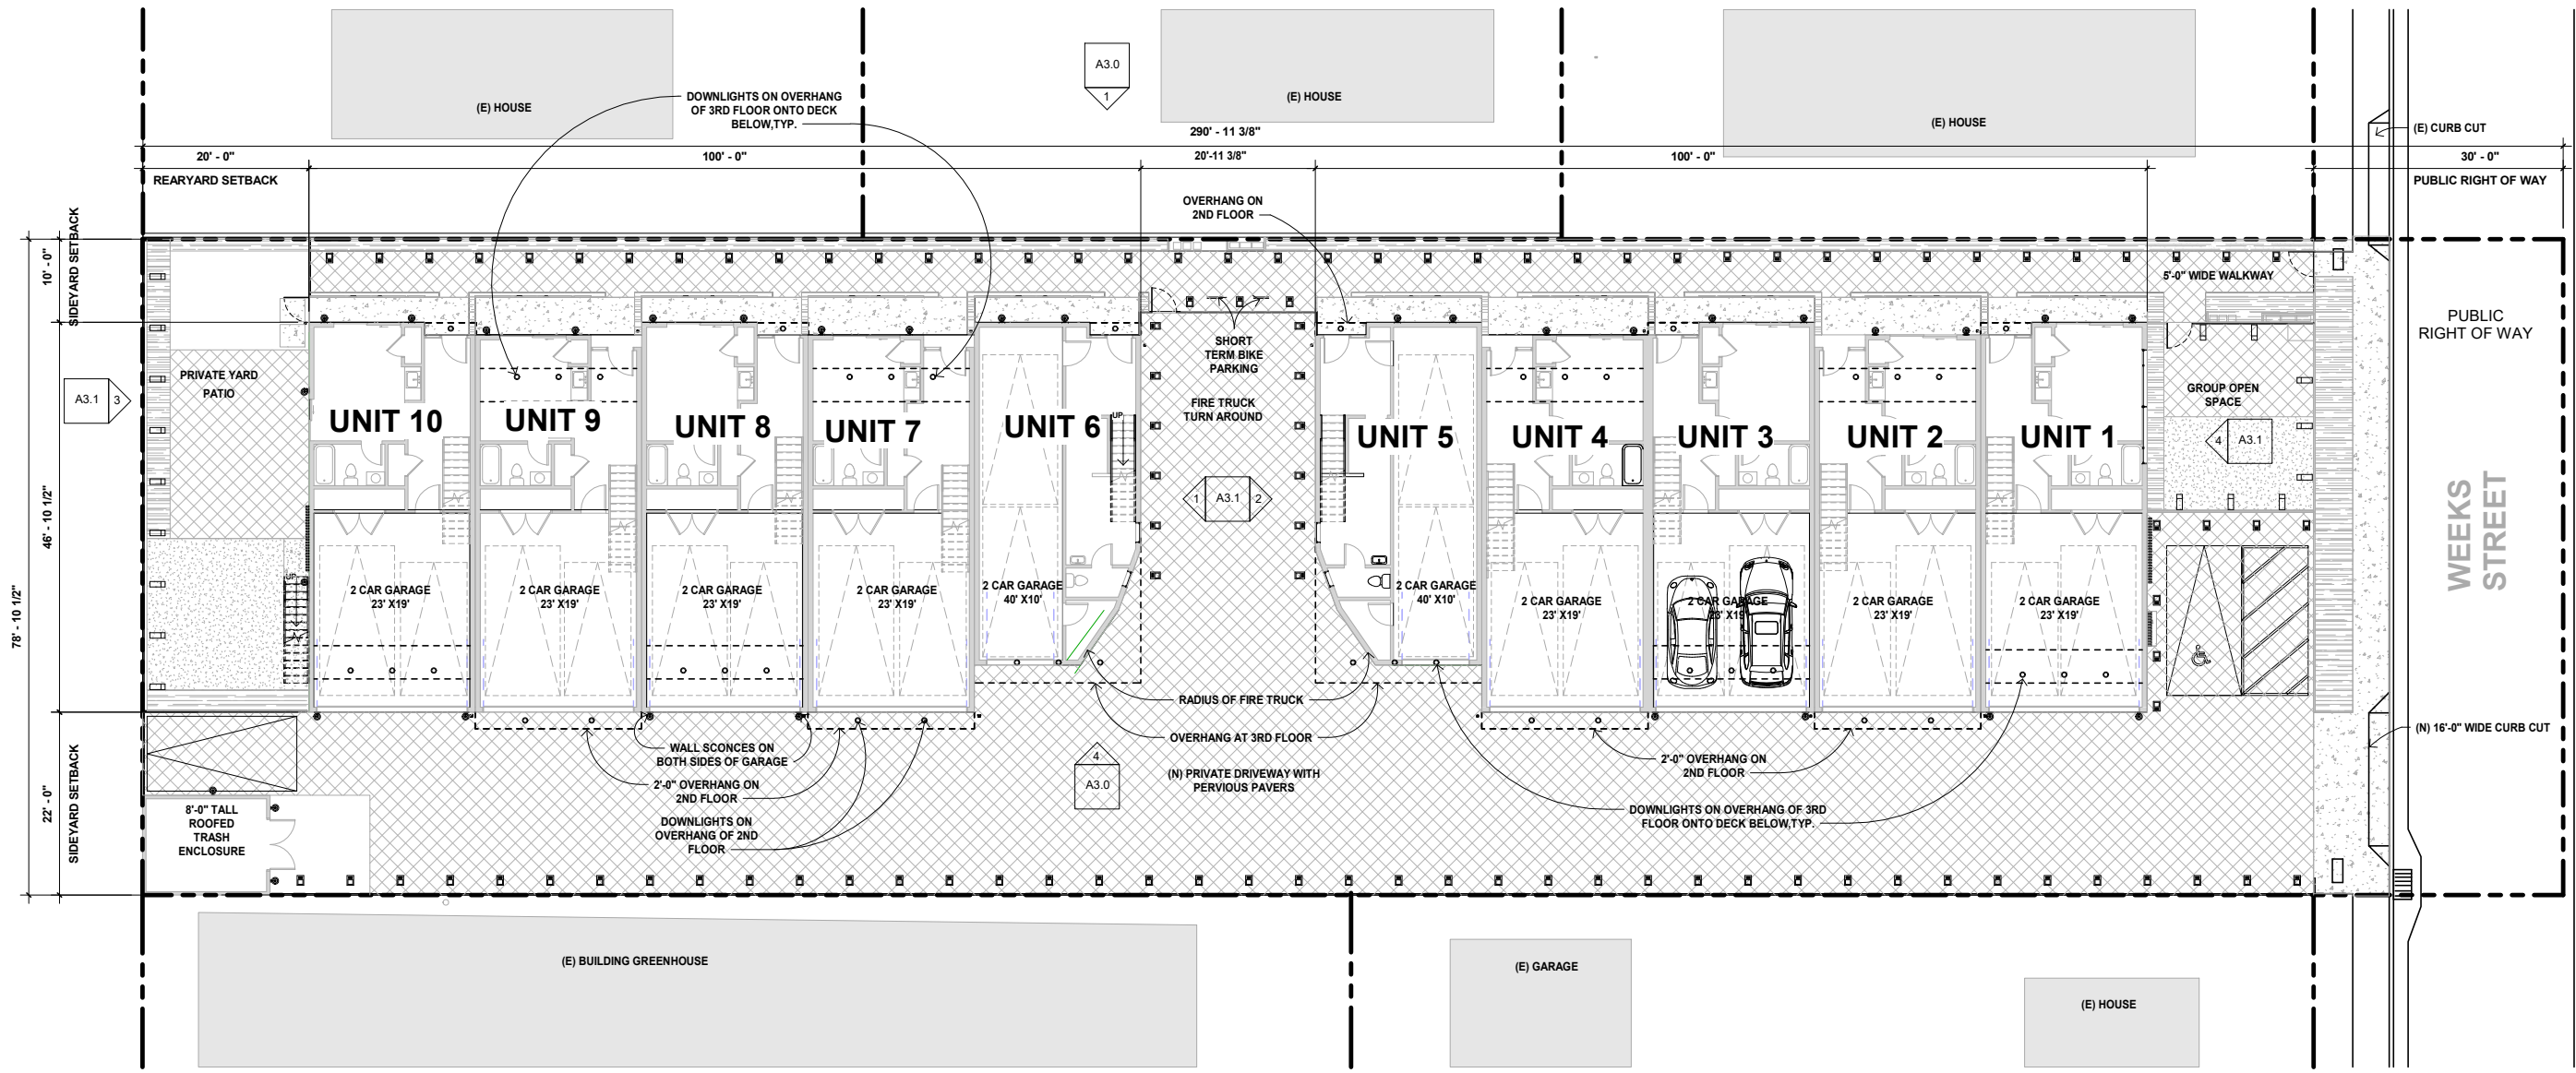 A3.0
1
(E) HOUSE
(E) HOUSE
(E) HOUSE
DOWNLIGHTS ON OVERHANG
OF 3RD FLOOR ONTO DECK
BELOW,TYP.
(E) CURB CUT
290' - 11 3/8"
20' - 0"
100' - 0"
20'-11 3/8"
100' - 0"
30' - 0"
REARYARD SETBACK
PUBLIC RIGHT OF WAY
OVERHANG ON
2ND FLOOR
10' - 0"
SIDEYARD SETBACK
5'-0" WIDE WALKWAY
PUBLIC
RIGHT OF WAY
SHORT
TERM BIKE
PARKING
FIRE TRUCK
TURN AROUND
PRIVATE YARD
PATIO
A3.1
3
GROUP OPEN
SPACE
4
A3.1
UNIT 10
UNIT 9
UNIT 8
UNIT 7
UNIT 6
UP
UNIT 5
UNIT 4
UNIT 3
UNIT 2
UNIT 1
1
A3.1
2
WEEKS
STREET
46' - 10 1/2"
78' - 10 1/2"
UP
2 CAR GARAGE
23' X19'
2 CAR GARAGE
23' X19'
2 CAR GARAGE
23' X19'
2 CAR GARAGE
23' X19'
2 CAR GARAGE
40' X10'
2 CAR GARAGE
40' X10'
2 CAR GARAGE
23' X19'
2 CAR GARAGE
23' X19'
2 CAR GARAGE
23' X19'
2 CAR GARAGE
23' X19'
RADIUS OF FIRE TRUCK
OVERHANG AT 3RD FLOOR
WALL SCONCES ON
BOTH SIDES OF GARAGE
2'-0" OVERHANG ON
2ND FLOOR
DOWNLIGHTS ON
OVERHANG OF 2ND
FLOOR
4
A3.0
(N) PRIVATE DRIVEWAY WITH
PERVIOUS PAVERS
2'-0" OVERHANG ON
2ND FLOOR
DOWNLIGHTS ON OVERHANG OF 3RD
FLOOR ONTO DECK BELOW,TYP.
(N) 16'-0" WIDE CURB CUT
22' - 0"
SIDEYARD SETBACK
8'-0" TALL
ROOFED
TRASH
ENCLOSURE
(E) BUILDING GREENHOUSE
(E) GARAGE
(E) HOUSE